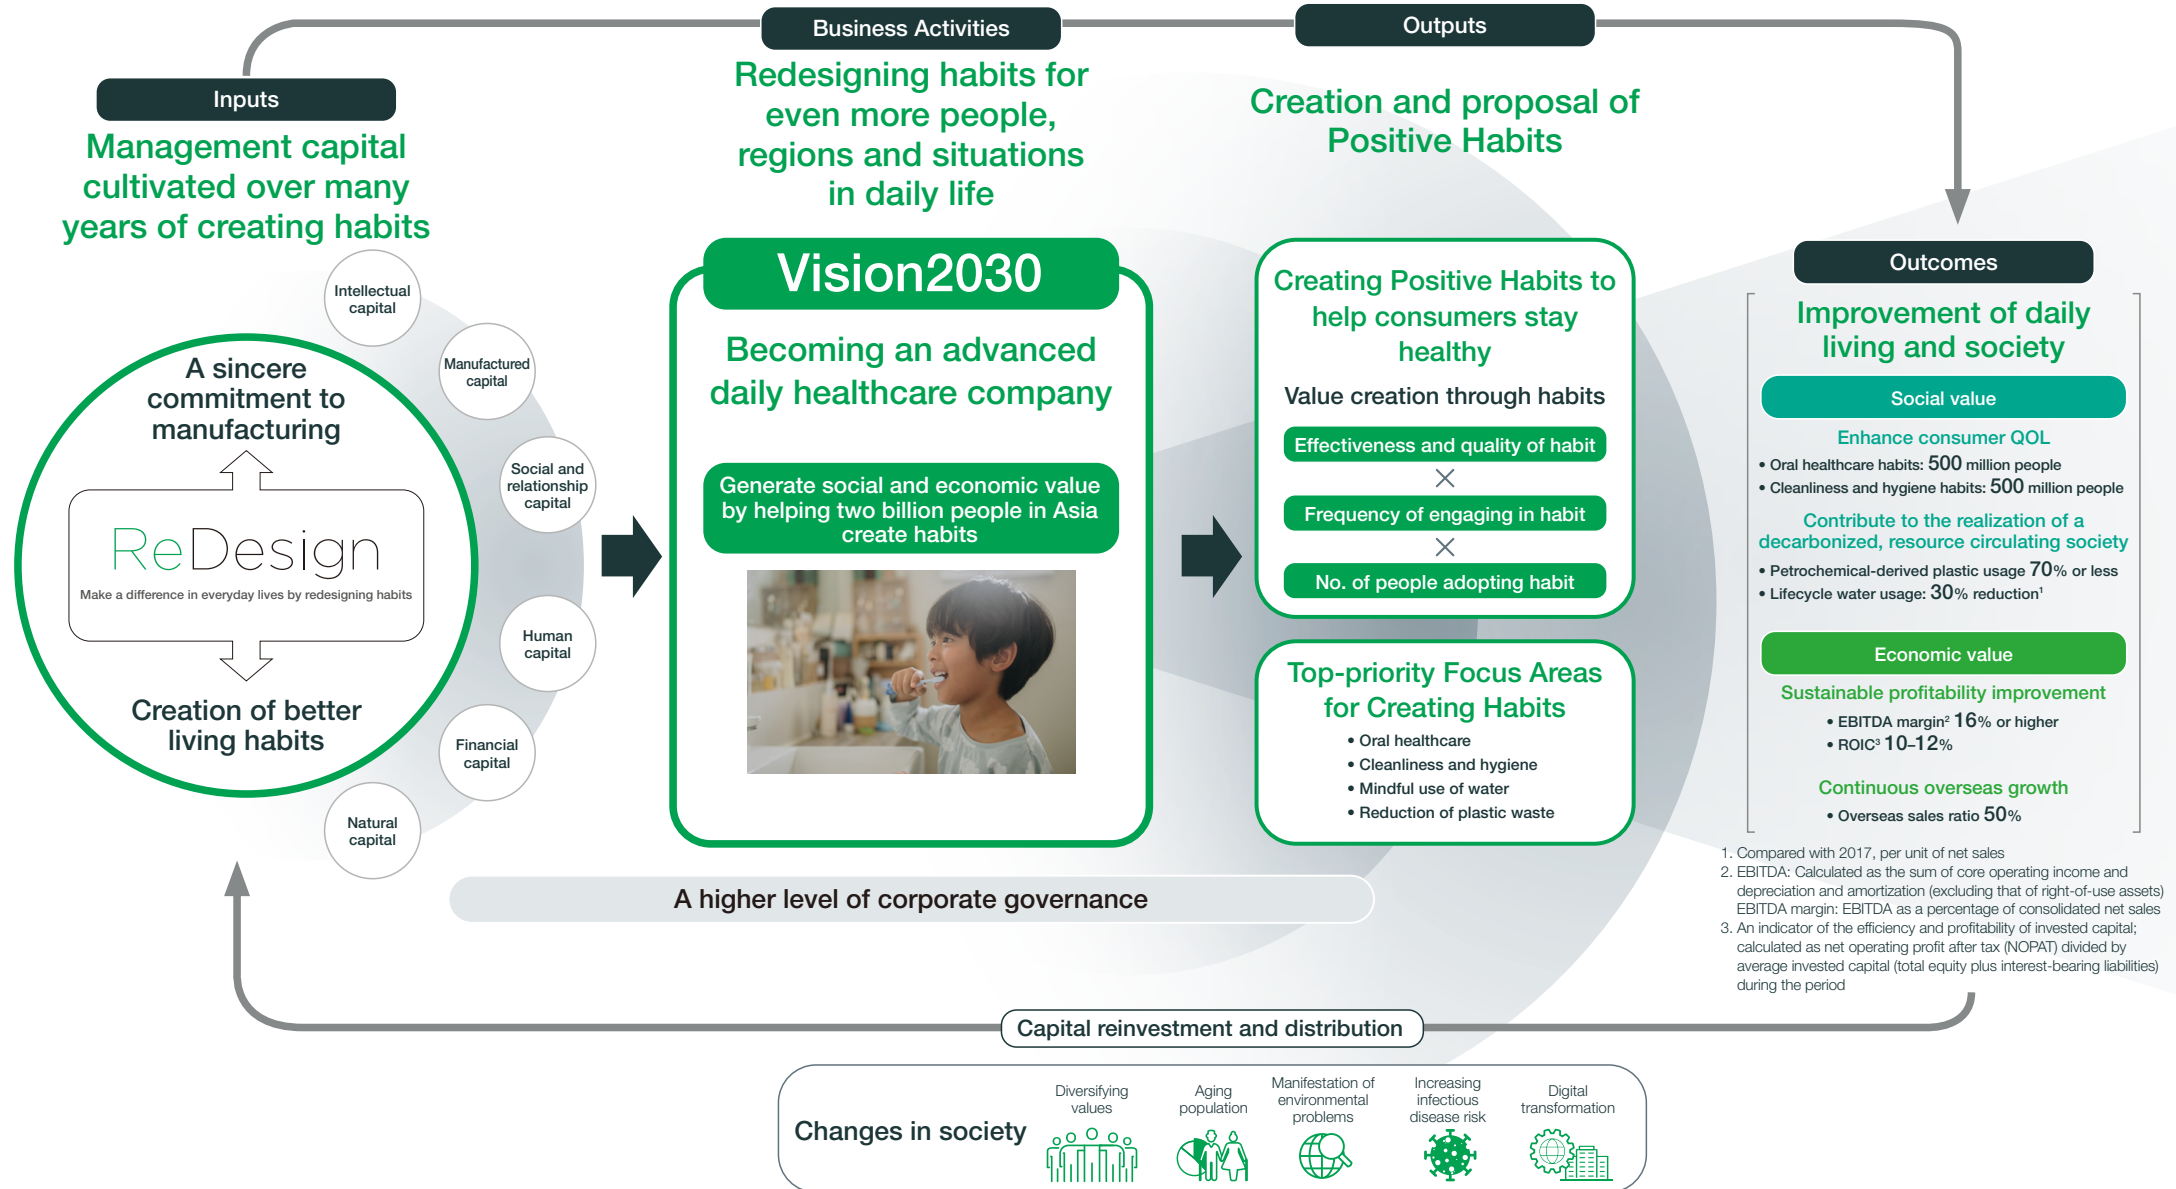 Inputs
Management capital
cultivated over many
years of creating habits
Intellectual
capital
Manufactured
capital
Social and
relationship
capital
Human
capital
Financial
capital
Natural
capital
A sincere
commitment to
manufacturing
ReDesign
Make a difference in everyday lives by redesigning habits
Creation of better
living habits
Business Activities
Redesigning habits for
even more people,
regions and situations
in daily life
Vision2030
Becoming an advanced
daily healthcare company
Generate social and economic value
by helping two billion people in Asia
create habits
Outputs
Creation and proposal of
Positive Habits
Creating Positive Habits to
help consumers stay
healthy
Value creation through habits
Effectiveness and quality of habit
×
Frequency of engaging in habit
×
No. of people adopting habit
Top-priority Focus Areas
for Creating Habits
• Oral healthcare
• Cleanliness and hygiene
• Mindful use of water
• Reduction of plastic waste
Outcomes
Improvement of daily
living and society
Social value
Enhance consumer QOL
• Oral healthcare habits: 500 million people
• Cleanliness and hygiene habits: 500 million people
Contribute to the realization of a
decarbonized, resource circulating society
• Petrochemical-derived plastic usage 70% or less
• Lifecycle water usage: 30% reduction¹
Economic value
Sustainable profitability improvement
• EBITDA margin² 16% or higher
• ROIC³ 10–12%
Continuous overseas growth
• Overseas sales ratio 50%
1. Compared with 2017, per unit of net sales
2. EBITDA: Calculated as the sum of core operating income and
depreciation and amortization (excluding that of right-of-use assets)
EBITDA margin: EBITDA as a percentage of consolidated net sales
3. An indicator of the efficiency and profitability of invested capital;
calculated as net operating profit after tax (NOPAT) divided by
average invested capital (total equity plus interest-bearing liabilities)
during the period
A higher level of corporate governance
Capital reinvestment and distribution
Changes in society
Diversifying
values
Aging
population
Manifestation of
environmental
problems
Increasing
infectious
disease risk
Digital
transformation